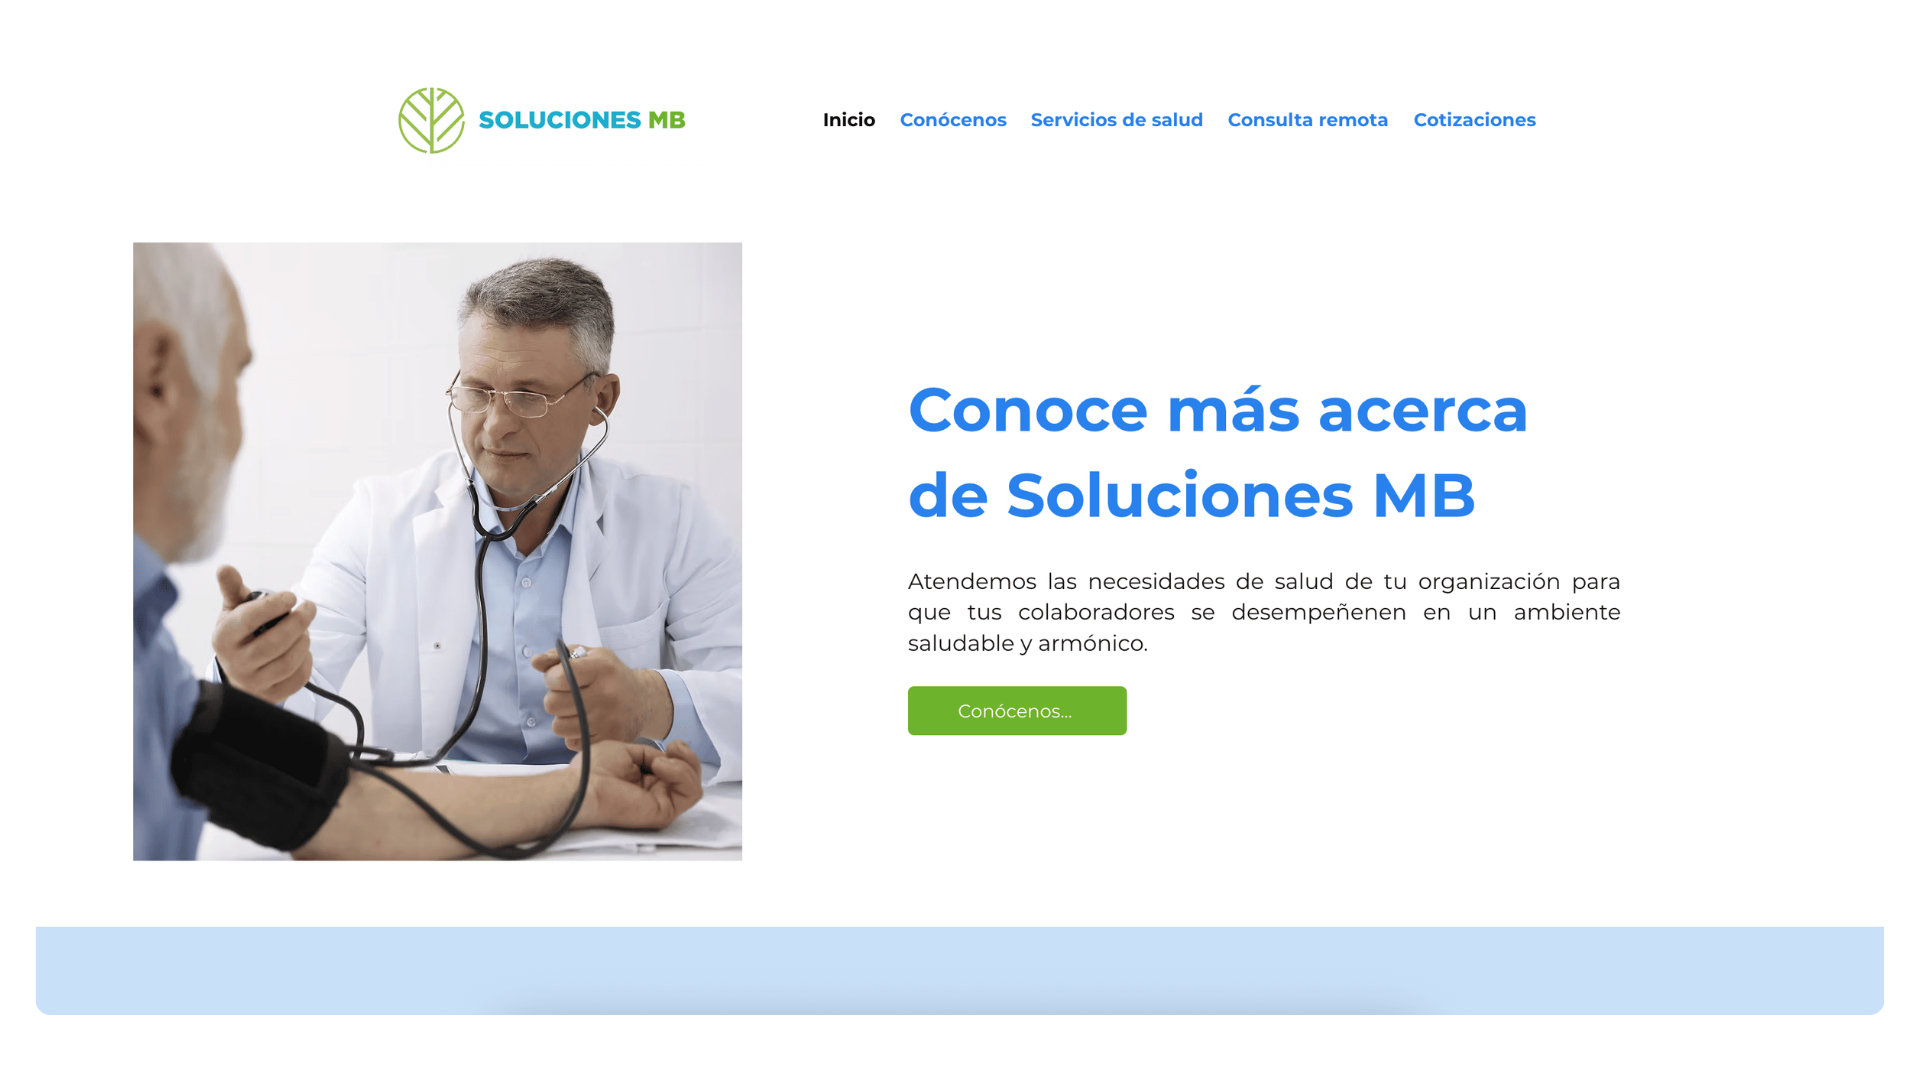 SOLUCIONES MB
Inicio Conócenos Servicios de salud Consulta remota Cotizaciones
Conoce más acerca
de Soluciones MB
Atendemos las necesidades de salud de tu organización para
que tus colaboradores se desempeñenen en un ambiente
saludable y armónico.
Conócenos...